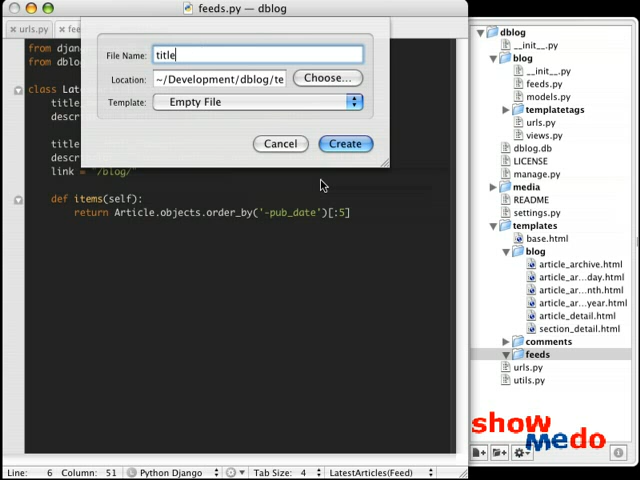 feeds.py — dblog
urls.py
File Name: title
Location: ~/Development/dblog/te
Choose...
Template: Empty File
Cancel
Create
from djan
from dblo
class Lat
title
descr
title
descr
link = "/blog/"
def items(self):
return Article.objects.order_by('-pub_date')[:5]
dblog
__init__.py
blog
__init__.py
feeds.py
models.py
templatetags
urls.py
views.py
dblog.db
LICENSE
manage.py
media
README
settings.py
templates
base.html
blog
article_archive.html
article_ar...day.html
article_ar...nth.html
article_ar...year.html
article_detail.html
section_detail.html
comments
feeds
urls.py
utils.py
show
me do
Line: 6 Column: 51 Python Django Tab Size: 4 LatestArticles(Feed)